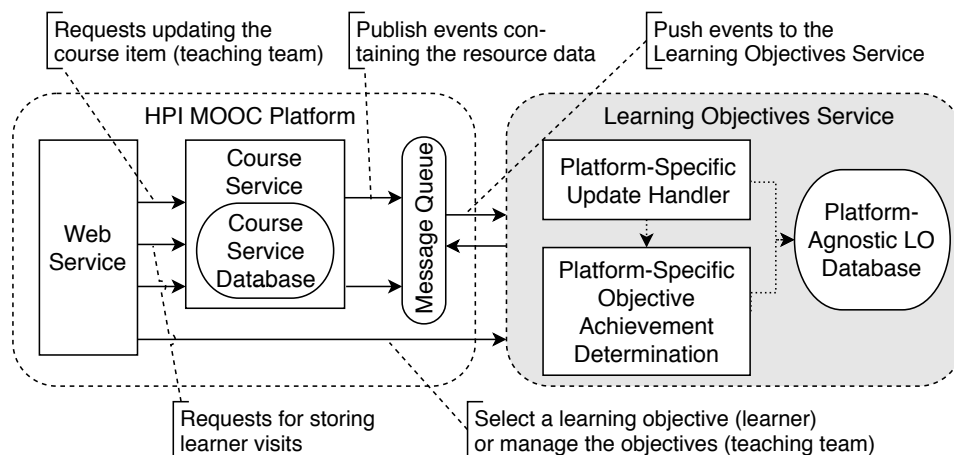 Requests updating the
course item (teaching team)
Publish events con-
taining the resource data
Push events to the
Learning Objectives Service
HPI MOOC Platform
Learning Objectives Service
Web
Service
Course
Service
Course
Service
Database
Message Queue
Platform-Specific
Update Handler
Platform-Specific
Objective
Achievement
Determination
Platform-
Agnostic LO
Database
Requests for storing
learner visits
Select a learning objective (learner)
or manage the objectives (teaching team)